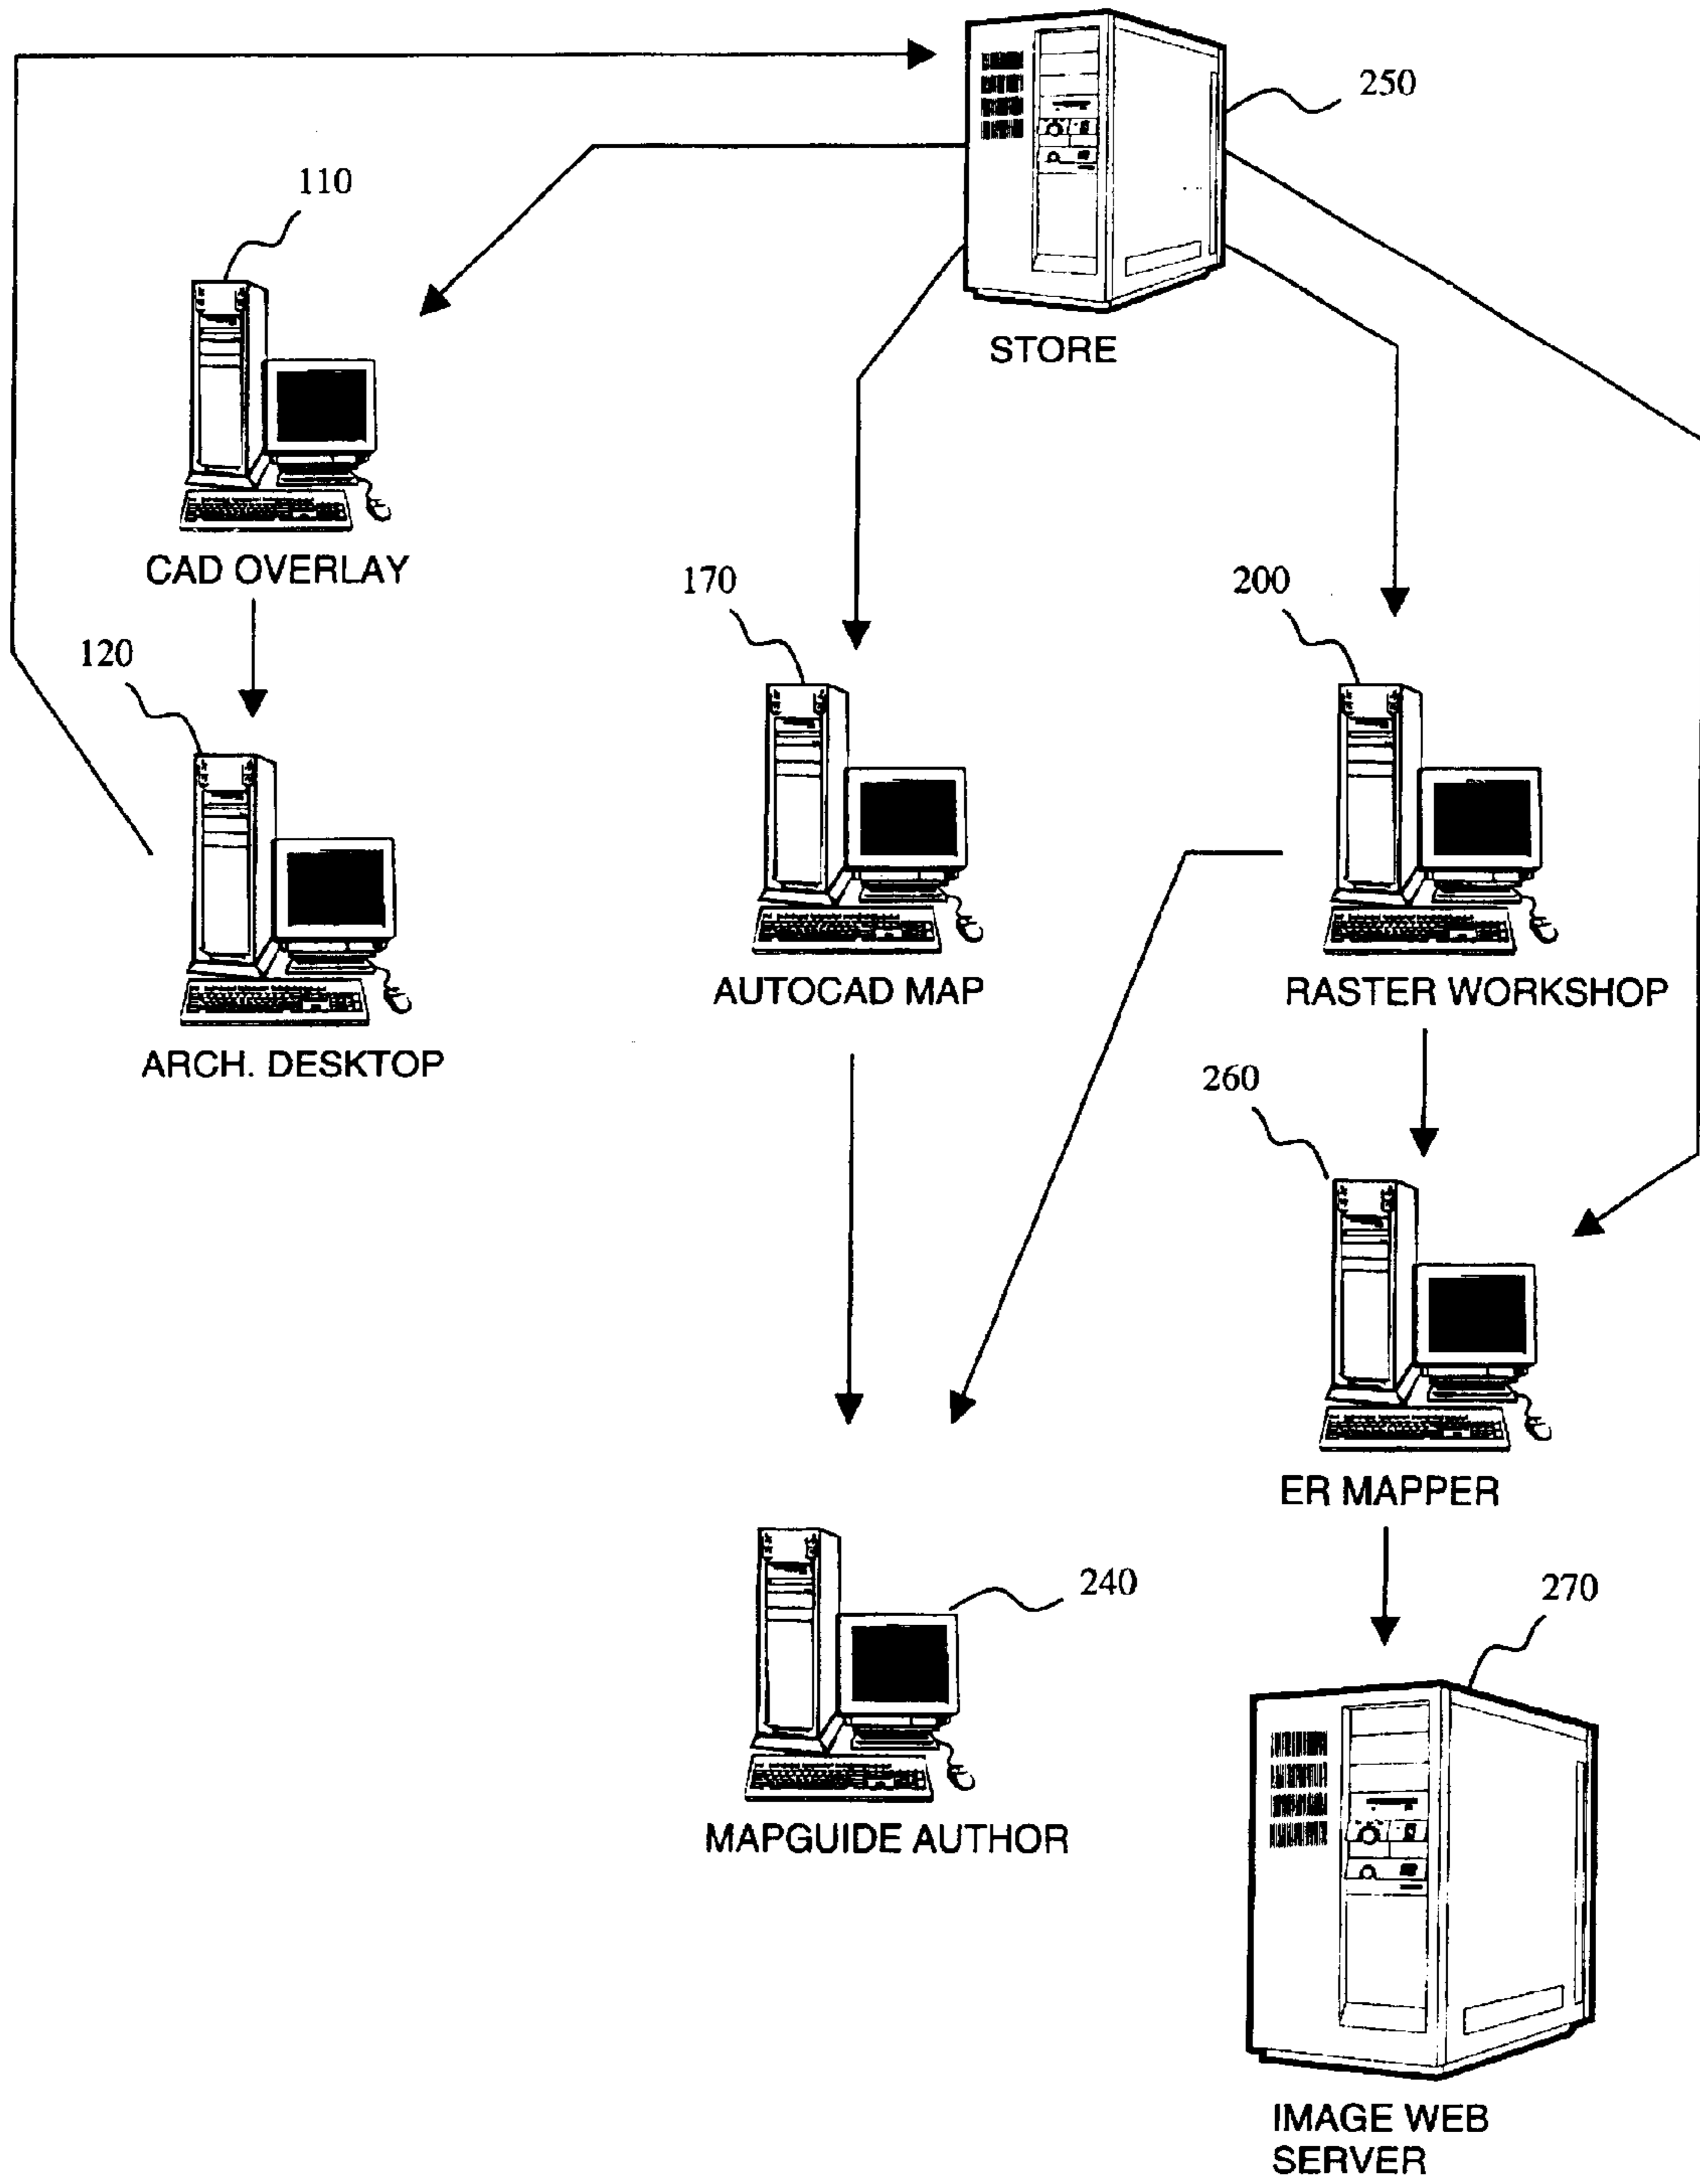 250
STORE
110
CAD OVERLAY
120
ARCH. DESKTOP
170
AUTOCAD MAP
200
RASTER WORKSHOP
260
ER MAPPER
240
MAPGUIDE AUTHOR
270
IMAGE WEB
SERVER